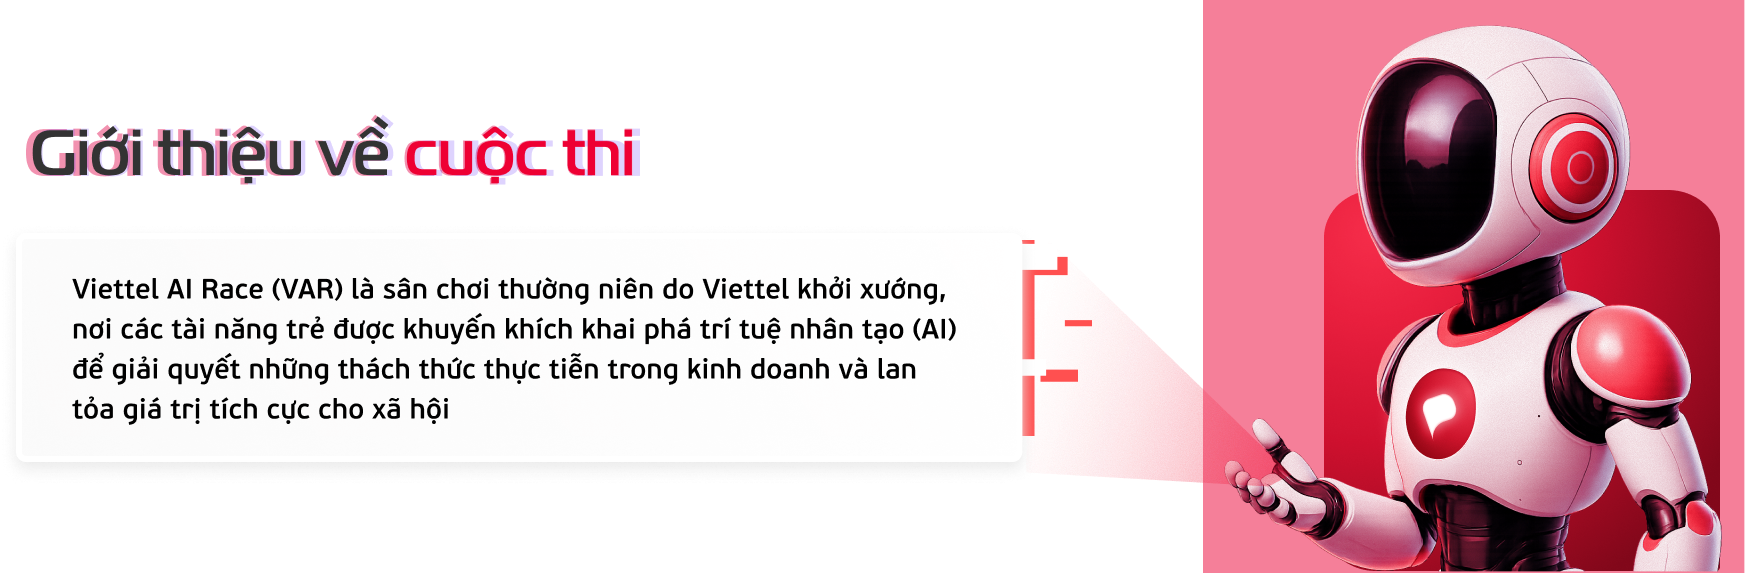 Giới thiệu về cuộc thi
Viettel AI Race (VAR) là sân chơi thường niên do Viettel khởi xướng,
nơi các tài năng trẻ được khuyến khích khai phá trí tuệ nhân tạo (AI)
để giải quyết những thách thức thực tiễn trong kinh doanh và lan
tỏa giá trị tích cực cho xã hội